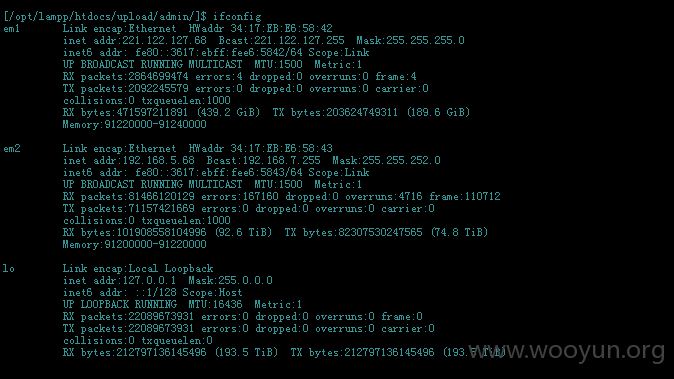 [/opt/lampp/htdocs/upload/admin/]$ ifconfig
em1 Link encap:Ethernet HWaddr 34:17:EB:E6:58:42
inet addr:221.122.127.68 Bcast:221.122.127.255 Mask:255.255.255.0
inet6 addr: fe80::3617:ebff:fee6:5842/64 Scope:Link
UP BROADCAST RUNNING MULTICAST MTU:1500 Metric:1
RX packets:2864699474 errors:4 dropped:0 overruns:0 frame:4
TX packets:2092245579 errors:0 dropped:0 overruns:0 carrier:0
collisions:0 txqueuelen:1000
RX bytes:471597211891 (439.2 GiB) TX bytes:203624749311 (189.6 GiB)
Memory:91220000-91240000
em2 Link encap:Ethernet HWaddr 34:17:EB:E6:58:43
inet addr:192.168.5.68 Bcast:192.168.7.255 Mask:255.255.252.0
inet6 addr: fe80::3617:ebff:fee6:5843/64 Scope:Link
UP BROADCAST RUNNING MULTICAST MTU:1500 Metric:1
RX packets:81466120129 errors:167160 dropped:0 overruns:4716 frame:110712
TX packets:71157421669 errors:0 dropped:0 overruns:0 carrier:0
collisions:0 txqueuelen:1000
RX bytes:101908558104996 (92.6 TiB) TX bytes:82307530247565 (74.8 TiB)
Memory:91200000-91220000
lo Link encap:Local Loopback
inet addr:127.0.0.1 Mask:255.0.0.0
inet6 addr: ::1/128 Scope:Host
UP LOOPBACK RUNNING MTU:16436 Metric:1
RX packets:22089673931 errors:0 dropped:0 overruns:0 frame:0
TX packets:22089673931 errors:0 dropped:0 overruns:0 carrier:0
collisions:0 txqueuelen:0
RX bytes:212797136145496 (193.5 TiB) TX bytes:212797136145496 (193.5 TiB)
www.wooyun.org